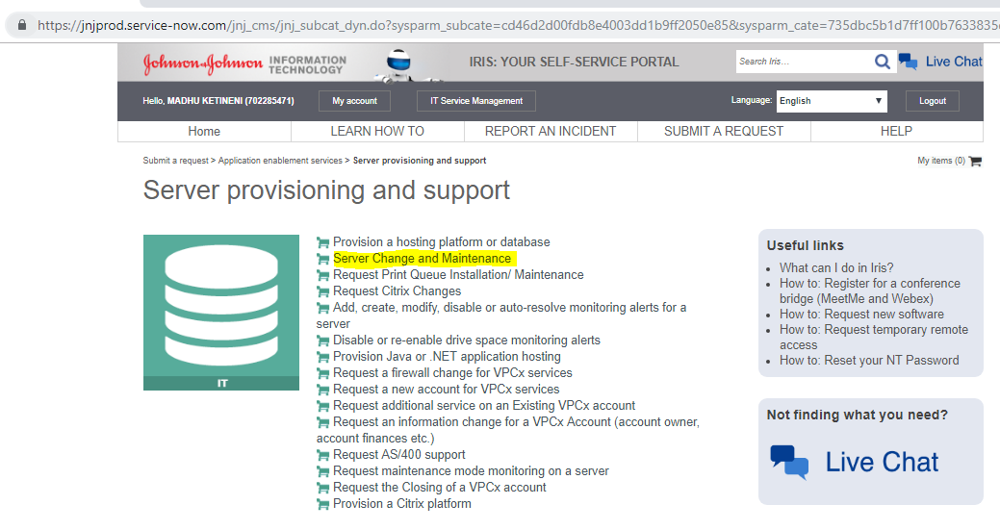 https://jnjprod.service-now.com/jnj_cms/jnj_subcat_dyn.do?sysparm_subcate=cd46d2d00fdb8e4003dd1b9ff2050e85&sysparm_cate=735dbc5b1d7ff100b7633835
Johnson & Johnson INFORMATION TECHNOLOGY
IRIS: YOUR SELF-SERVICE PORTAL
Search Iris...
Live Chat
Hello, MADHU KETINENI (702285471)
My account
IT Service Management
Language:
English
Logout
Home
LEARN HOW TO
REPORT AN INCIDENT
SUBMIT A REQUEST
HELP
Submit a request > Application enablement services > Server provisioning and support
My items (0)
Server provisioning and support
IT
Provision a hosting platform or database
Server Change and Maintenance
Request Print Queue Installation/ Maintenance
Request Citrix Changes
Add, create, modify, disable or auto-resolve monitoring alerts for a
server
Disable or re-enable drive space monitoring alerts
Provision Java or .NET application hosting
Request a firewall change for VPCx services
Request a new account for VPCx services
Request additional service on an Existing VPCx account
Request an information change for a VPCx Account (account owner,
account finances etc.)
Request AS/400 support
Request maintenance mode monitoring on a server
Request the Closing of a VPCx account
Provision a Citrix platform
Useful links
What can I do in Iris?
How to: Register for a conference
bridge (MeetMe and Webex)
How to: Request new software
How to: Request temporary remote
access
How to: Reset your NT Password
Not finding what you need?
Live Chat